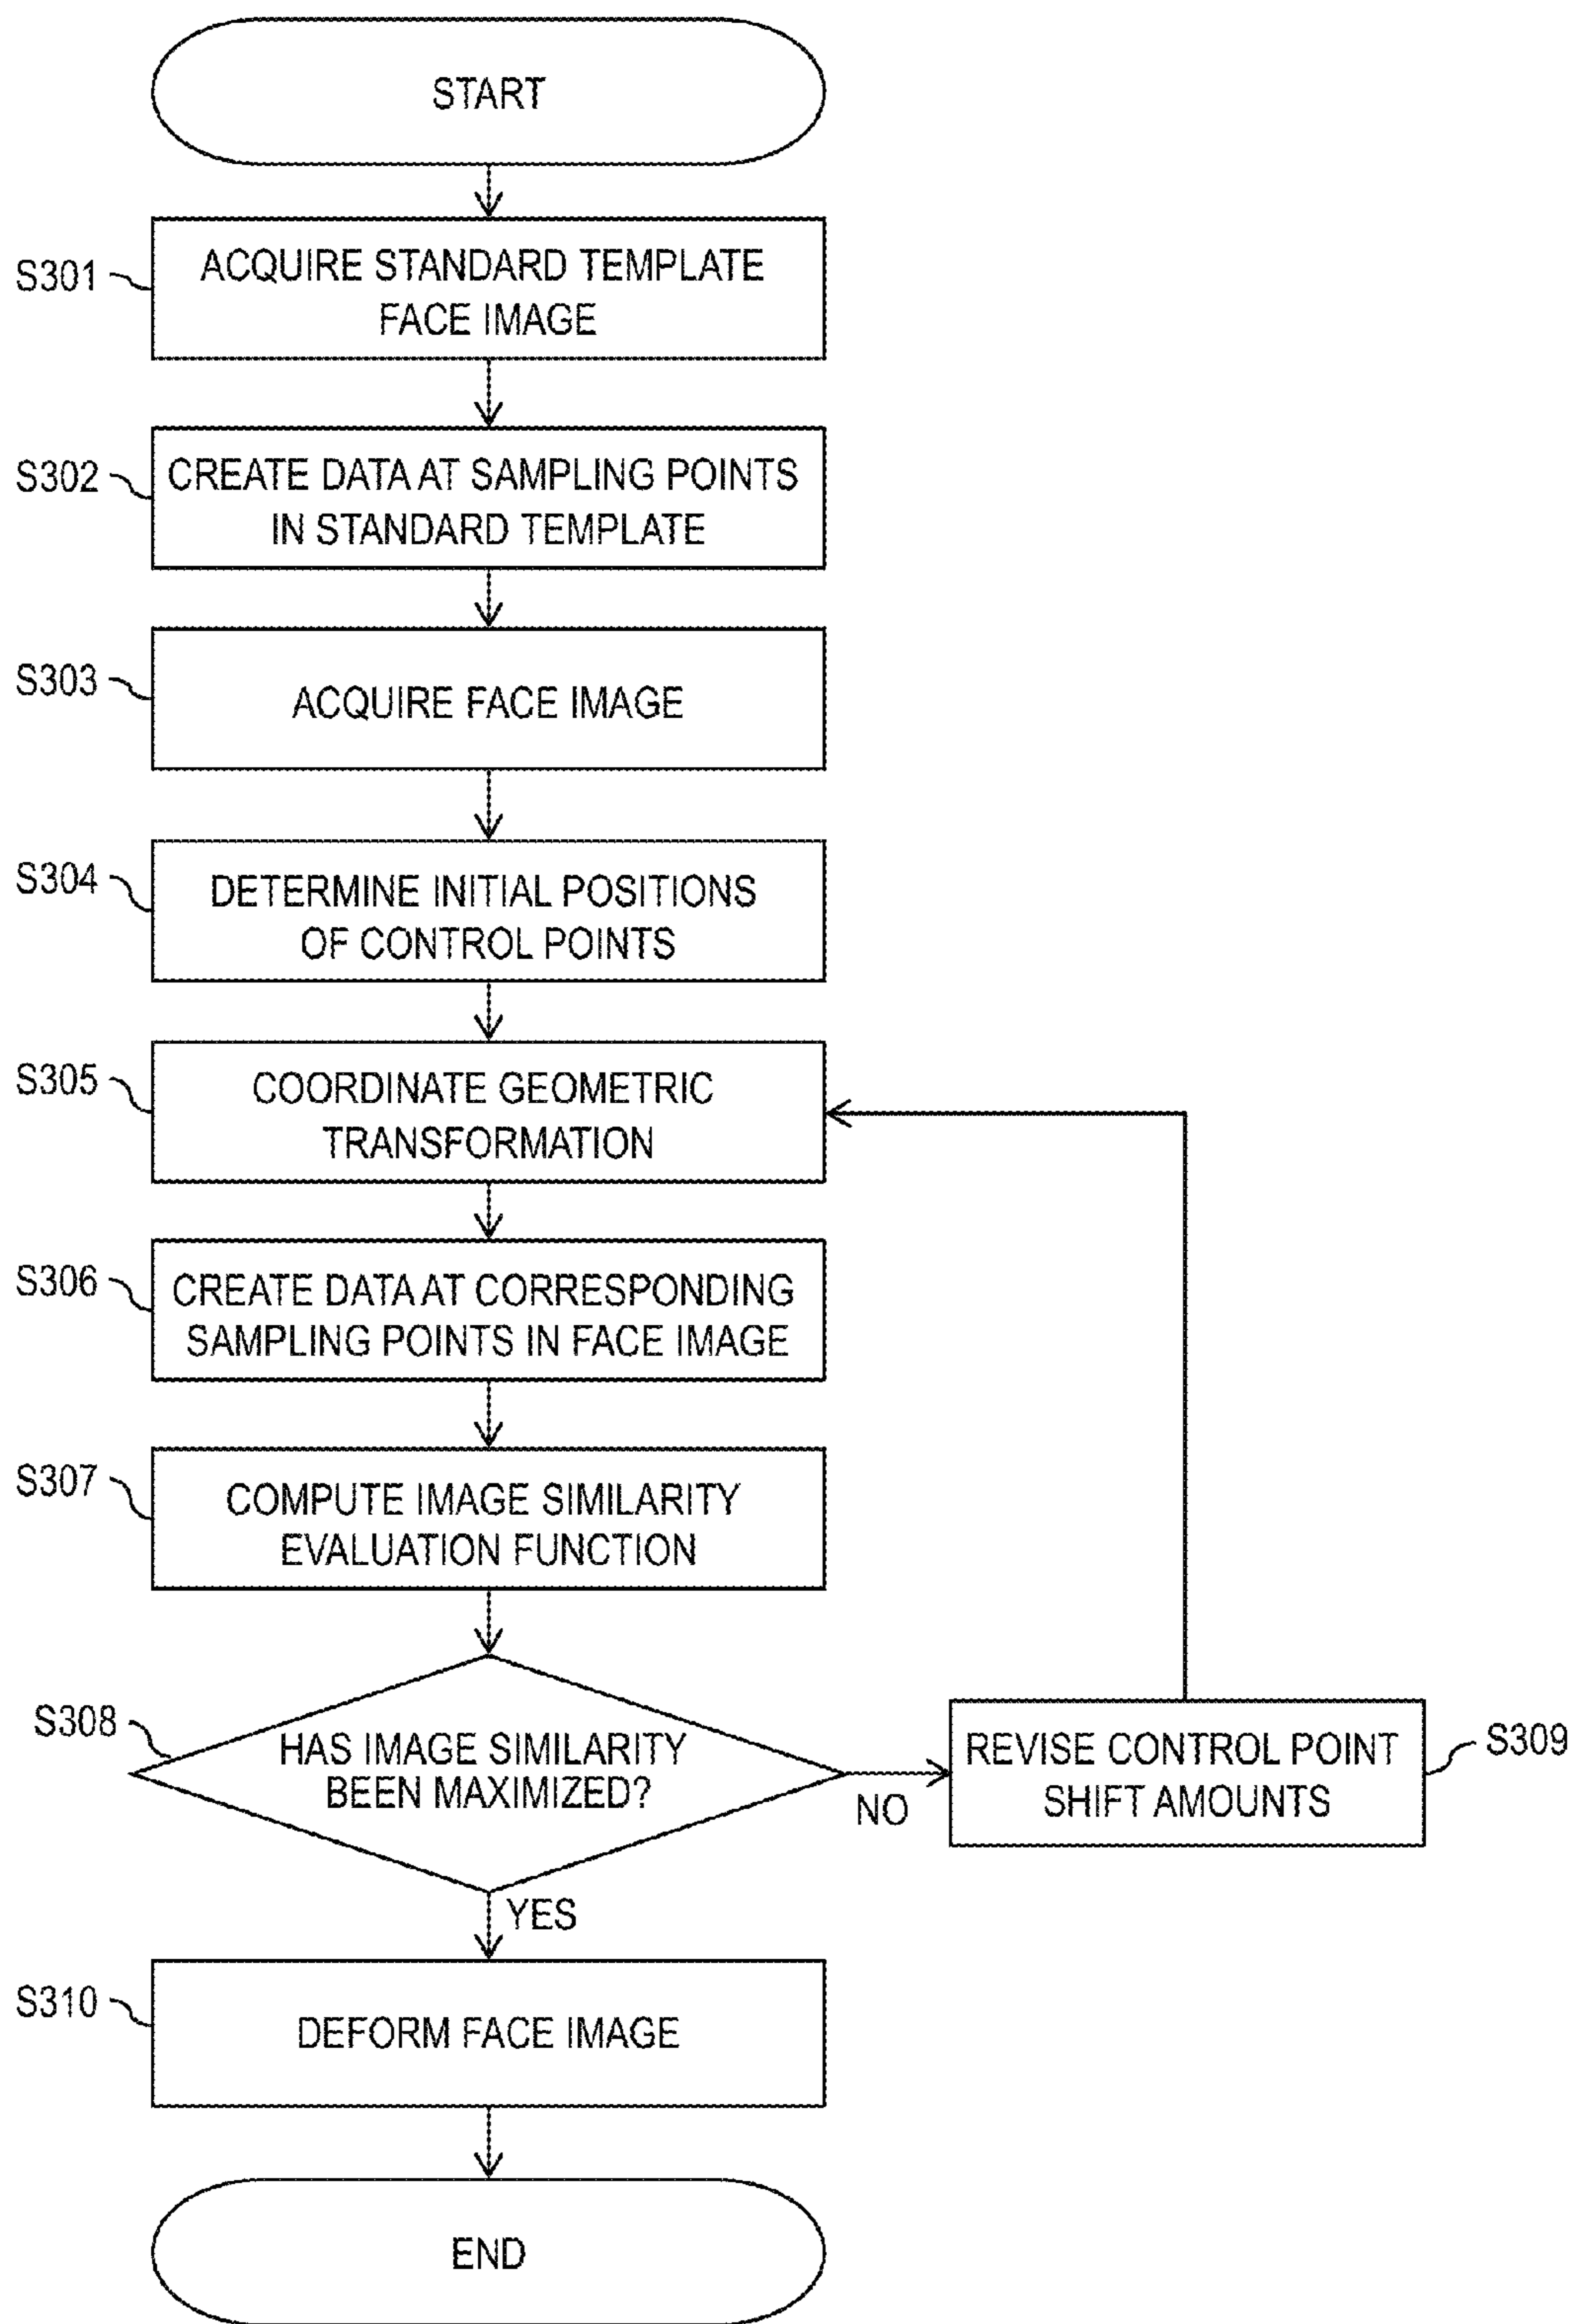 START
S301
ACQUIRE STANDARD TEMPLATE
FACE IMAGE
S302
CREATE DATA AT SAMPLING POINTS
IN STANDARD TEMPLATE
S303
ACQUIRE FACE IMAGE
S304
DETERMINE INITIAL POSITIONS
OF CONTROL POINTS
S305
COORDINATE GEOMETRIC
TRANSFORMATION
S306
CREATE DATA AT CORRESPONDING
SAMPLING POINTS IN FACE IMAGE
S307
COMPUTE IMAGE SIMILARITY
EVALUATION FUNCTION
S308
HAS IMAGE SIMILARITY
BEEN MAXIMIZED?
NO
REVISE CONTROL POINT
SHIFT AMOUNTS
S309
YES
S310
DEFORM FACE IMAGE
END